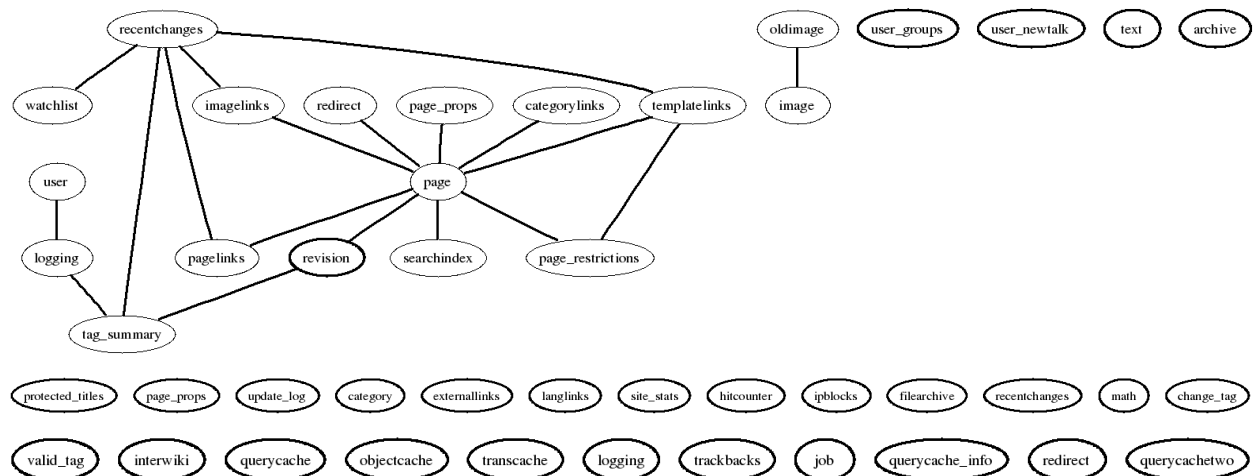 recentchanges oldimage user_groups user_newtalk text archive
watchlist imagelinks redirect page_props categorylinks templatelinks image
user page
logging pagelinks revision searchindex page_restrictions
tag_summary
protected_titles page_props update_log category externallinks langlinks site_stats hitcounter ipblocks filearchive recentchanges math change_tag
valid_tag interwiki querycache objectcache transcache logging trackbacks job querycache_info redirect querycachetwo